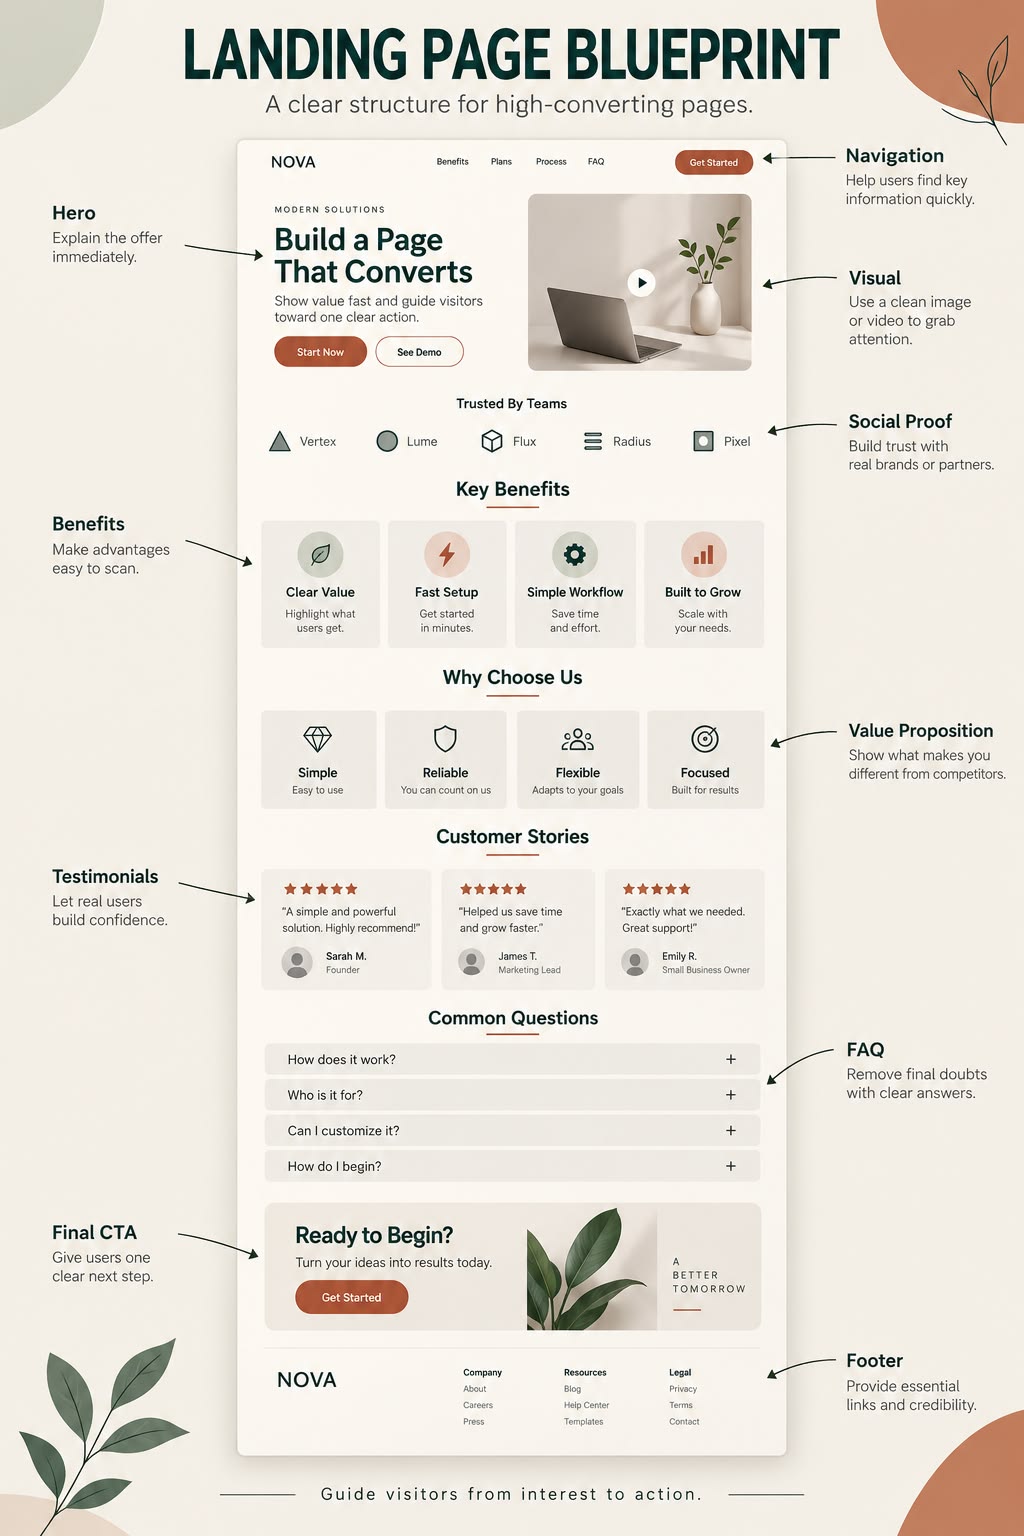 LANDING PAGE BLUEPRINT
A clear structure for high-converting pages.
NOVA
Benefits
Plans
Process
FAQ
Get Started
Navigation
Help users find key
information quickly.
Hero
Explain the offer
immediately.
MODERN SOLUTIONS
Build a Page
That Converts
Show value fast and guide visitors
toward one clear action.
Start Now
See Demo
Visual
Use a clean image
or video to grab
attention.
Trusted By Teams
Vertex
Lume
Flux
Radius
Pixel
Social Proof
Build trust with
real brands or partners.
Key Benefits
Benefits
Make advantages
easy to scan.
Clear Value
Highlight what
users get.
Fast Setup
Get started
in minutes.
Simple Workflow
Save time
and effort.
Built to Grow
Scale with
your needs.
Why Choose Us
Simple
Easy to use
Reliable
You can count on us
Flexible
Adapts to your goals
Focused
Built for results
Value Proposition
Show what makes you
different from competitors.
Customer Stories
Testimonials
Let real users
build confidence.
"A simple and powerful
solution. Highly recommend!"
Sarah M.
Founder
"Helped us save time
and grow faster."
James T.
Marketing Lead
"Exactly what we needed.
Great support!"
Emily R.
Small Business Owner
Common Questions
How does it work?
Who is it for?
Can I customize it?
How do I begin?
FAQ
Remove final doubts
with clear answers.
Final CTA
Give users one
clear next step.
Ready to Begin?
Turn your ideas into results today.
Get Started
A
BETTER
TOMORROW
NOVA
Company
About
Careers
Press
Resources
Blog
Help Center
Templates
Legal
Privacy
Terms
Contact
Footer
Provide essential
links and credibility.
Guide visitors from interest to action.